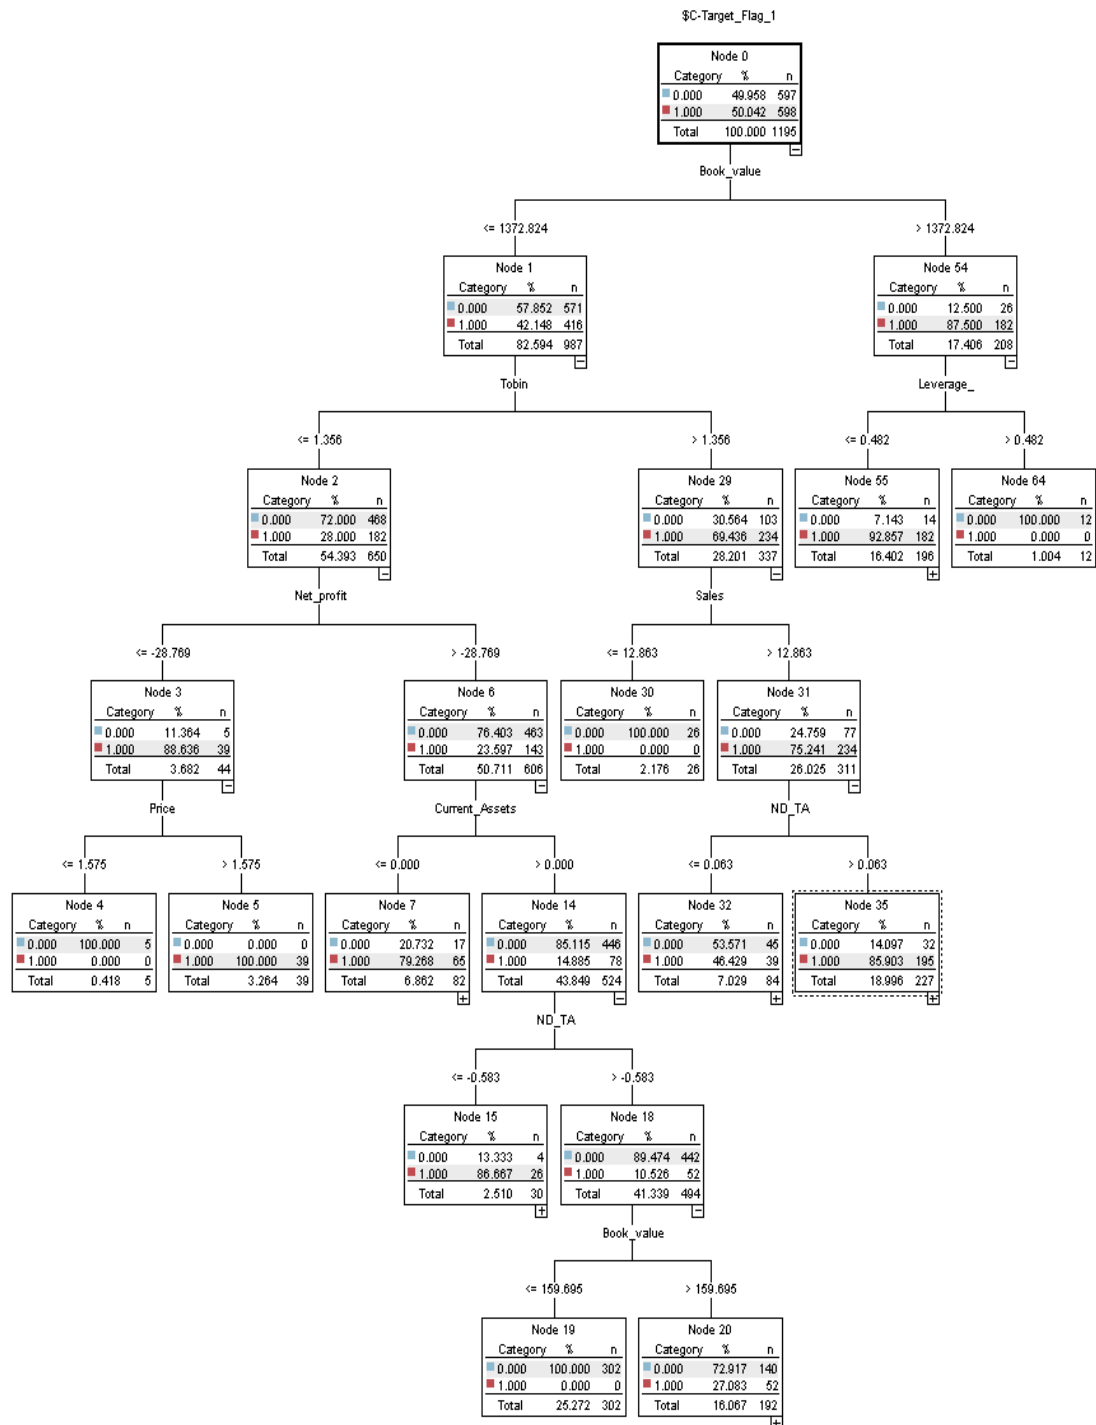 $C-Target_Flag_1
Node 0
Category % n
0.000 49.958 597
1.000 50.042 598
Total 100.000 1195
Book_value
<= 1372.824
> 1372.824
Node 1
Category % n
0.000 57.852 571
1.000 42.148 416
Total 82.594 987
Node 54
Category % n
0.000 12.500 26
1.000 87.500 182
Total 17.406 208
Tobin
Leverage_
<= 1.356
> 1.356
<= 0.482
> 0.482
Node 2
Category % n
0.000 72.000 468
1.000 28.000 182
Total 54.393 650
Node 29
Category % n
0.000 30.564 103
1.000 69.436 234
Total 28.201 337
Node 55
Category % n
0.000 7.143 14
1.000 92.857 182
Total 16.402 196
Node 64
Category % n
0.000 100.000 12
1.000 0.000 0
Total 1.004 12
Net_profit
Sales
<= -28.769
> -28.769
<= 12.863
> 12.863
Node 3
Category % n
0.000 11.364 5
1.000 88.636 39
Total 3.682 44
Node 6
Category % n
0.000 76.403 463
1.000 23.597 143
Total 50.711 606
Node 30
Category % n
0.000 100.000 26
1.000 0.000 0
Total 2.176 26
Node 31
Category % n
0.000 24.759 77
1.000 75.241 234
Total 26.025 311
Price
Current_Assets
ND_TA
<= 1.575
> 1.575
<= 0.000
> 0.000
<= 0.063
> 0.063
Node 4
Category % n
0.000 100.000 5
1.000 0.000 0
Total 0.418 5
Node 5
Category % n
0.000 0.000 0
1.000 100.000 39
Total 3.264 39
Node 7
Category % n
0.000 20.732 17
1.000 79.268 65
Total 6.862 82
Node 14
Category % n
0.000 85.115 446
1.000 14.885 78
Total 43.849 524
Node 32
Category % n
0.000 53.571 45
1.000 46.429 39
Total 7.029 84
Node 35
Category % n
0.000 14.097 32
1.000 85.903 195
Total 18.996 227
ND_TA
<= -0.583
> -0.583
Node 15
Category % n
0.000 13.333 4
1.000 86.667 26
Total 2.510 30
Node 18
Category % n
0.000 89.474 442
1.000 10.526 52
Total 41.339 494
Book_value
<= 159.695
> 159.695
Node 19
Category % n
0.000 100.000 302
1.000 0.000 0
Total 25.272 302
Node 20
Category % n
0.000 72.917 140
1.000 27.083 52
Total 16.067 192